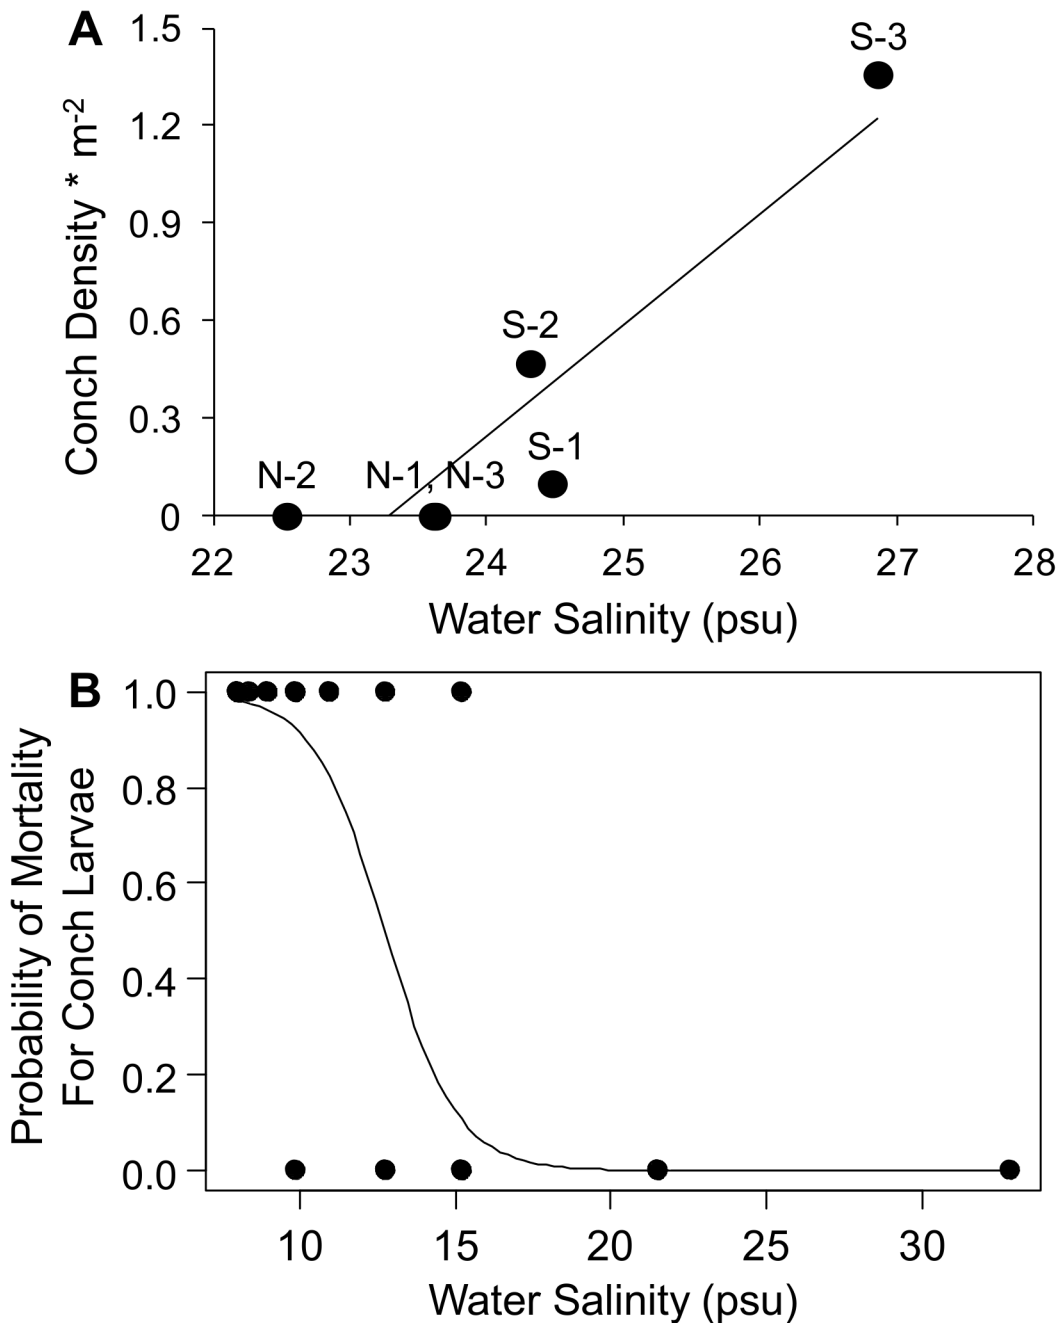 A
1.5
1.2
0.9
0.6
0.3
0
Conch Density * m-2
S-3
S-2
S-1
N-2
N-1, N-3
22 23 24 25 26 27 28
Water Salinity (psu)
B
1.0
0.8
0.6
0.4
0.2
0.0
Probability of Mortality
For Conch Larvae
10 15 20 25 30
Water Salinity (psu)